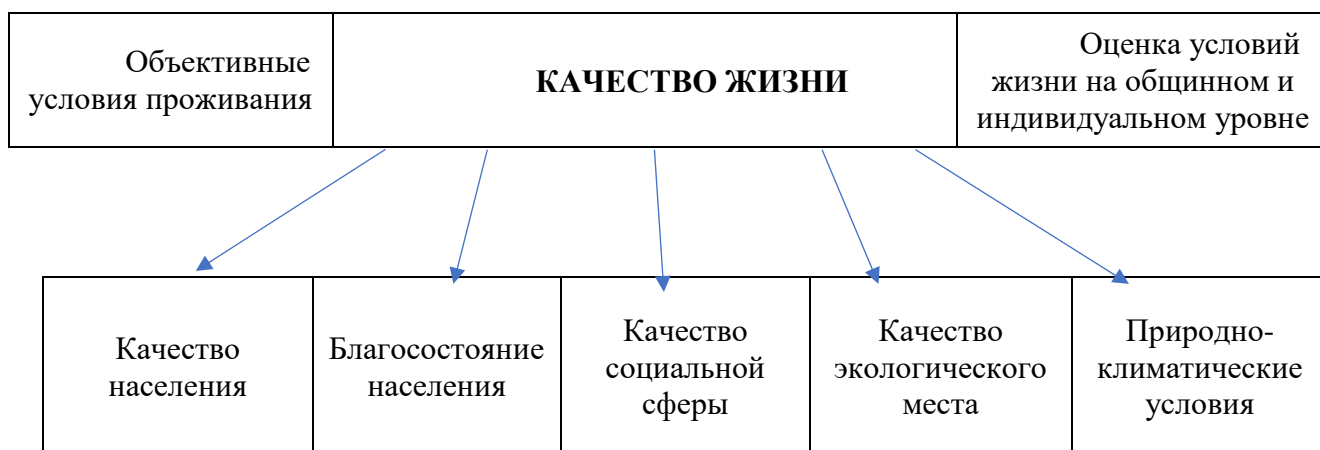 Объективные
условия проживания
КАЧЕСТВО ЖИЗНИ
Оценка условий
жизни на общинном и
индивидуальном уровне
Качество
населения
Благосостояние
населения
Качество
социальной
сферы
Качество
экологического
места
Природно-
климатические
условия